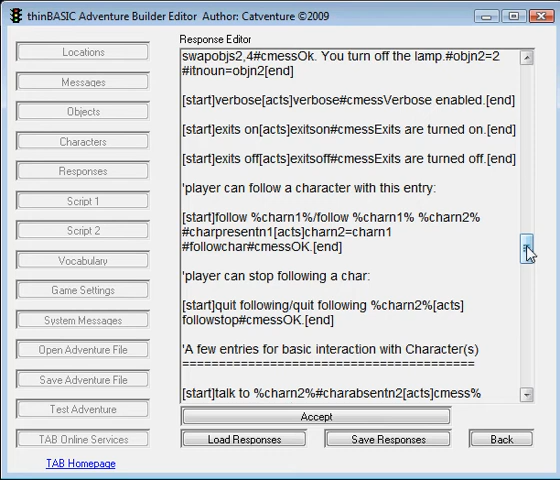 thinBASIC Adventure Builder Editor  Author: Catventure ©2009
Locations
Messages
Objects
Characters
Responses
Script 1
Script 2
Vocabulary
Game Settings
System Messages
Open Adventure File
Save Adventure File
Test Adventure
TAB Online Services
TAB Homepage
Response Editor
swapobjs2,4#cmessOk. You turn off the lamp.#objn2=2
#itnoun=objn2[end]
[start]verbose[acts]verbose#cmessVerbose enabled.[end]
[start]exits on[acts]exitson#cmessExits are turned on.[end]
[start]exits off[acts]exitsoff#cmessExits are turned off.[end]
'player can follow a character with this entry:
[start]follow %charn1%/follow %charn1% %charn2%
#charpresentn1[acts]charn2=charn1
#followchar#cmessOK.[end]
'player can stop following a char:
[start]quit following/quit following %charn2%[acts]
followstop#cmessOK.[end]
'A few entries for basic interaction with Character(s)
========================================
[start]talk to %charn2%#charabsentn2[acts]cmess%
Accept
Load Responses
Save Responses
Back